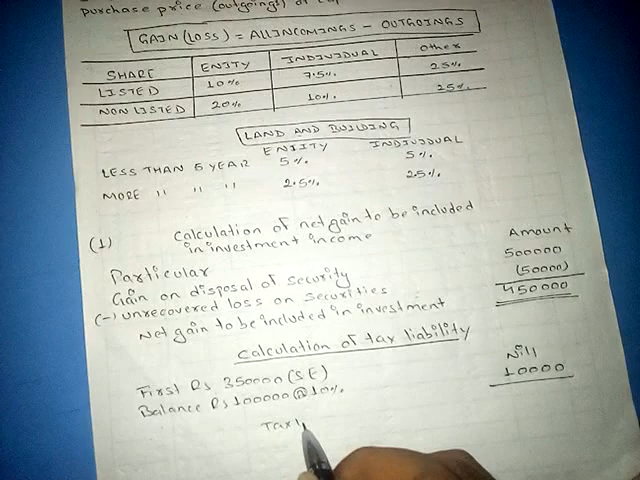 purchase price (outgoings) of
GAIN (LOSS) = ALL INCOMINGS - OUTGOINGS
SHARE ENITY INDIVIDUAL other
LISTED 10% 7.5% 25%
NON LISTED 20% 10% 25%
LAND AND BUILDING
ENTITY INDIVIDUAL
LESS THAN 5 YEAR 5% 5%
MORE " " " 2.5% 2.5%
(1) Calculation of net gain to be included
in investment income
Particular Amount
Gain on disposal of security 500000
(-) unrecovered loss on securities (50000)
Net gain to be included in investment 450000
Calculation of tax liability
First Rs 350000 (SE) Nill
Balance Rs 100000 @ 10% 10000
Tax